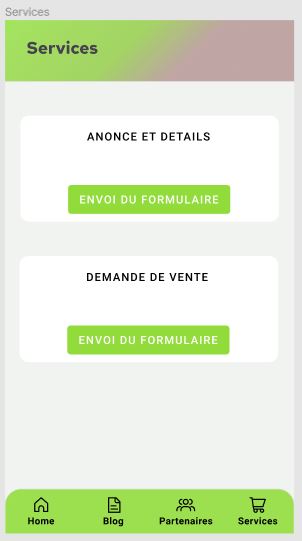 Services
Services
ANONCE ET DETAILS
ENVOI DU FORMULAIRE
DEMANDE DE VENTE
ENVOI DU FORMULAIRE
Home Blog Partenaires Services